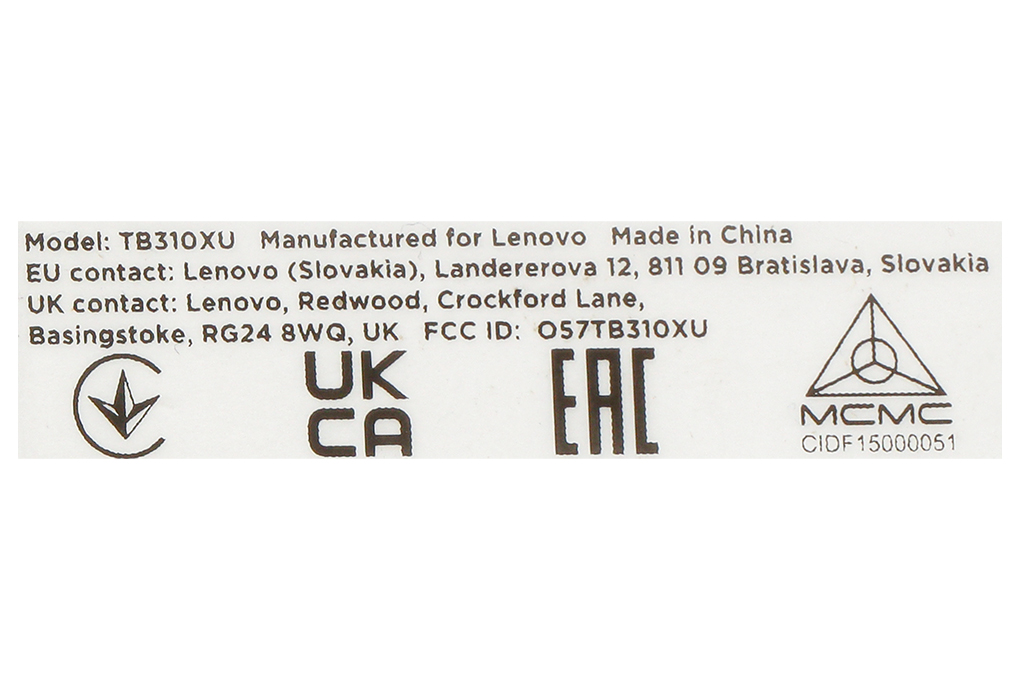 Model: TB310XU Manufactured for Lenovo Made in China
EU contact: Lenovo (Slovakia), Landererova 12, 811 09 Bratislava, Slovakia
UK contact: Lenovo, Redwood, Crockford Lane,
Basingstoke, RG24 8WQ, UK FCC ID: O57TB310XU
UK
CA
EAC
MCMC
CIDF15000051